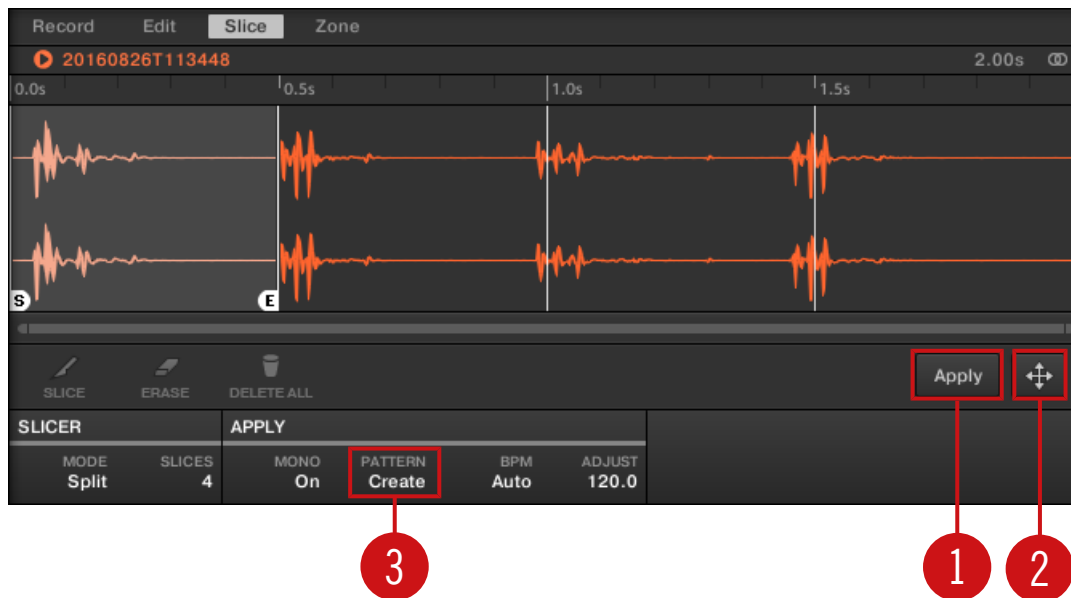 Record Edit Slice Zone
20160826T113448 2.00s
0.0s 0.5s 1.0s 1.5s
S E
SLICE ERASE DELETE ALL Apply
SLICER APPLY
MODE SLICES MONO PATTERN BPM ADJUST
Split 4 On Create Auto 120.0
3 1 2